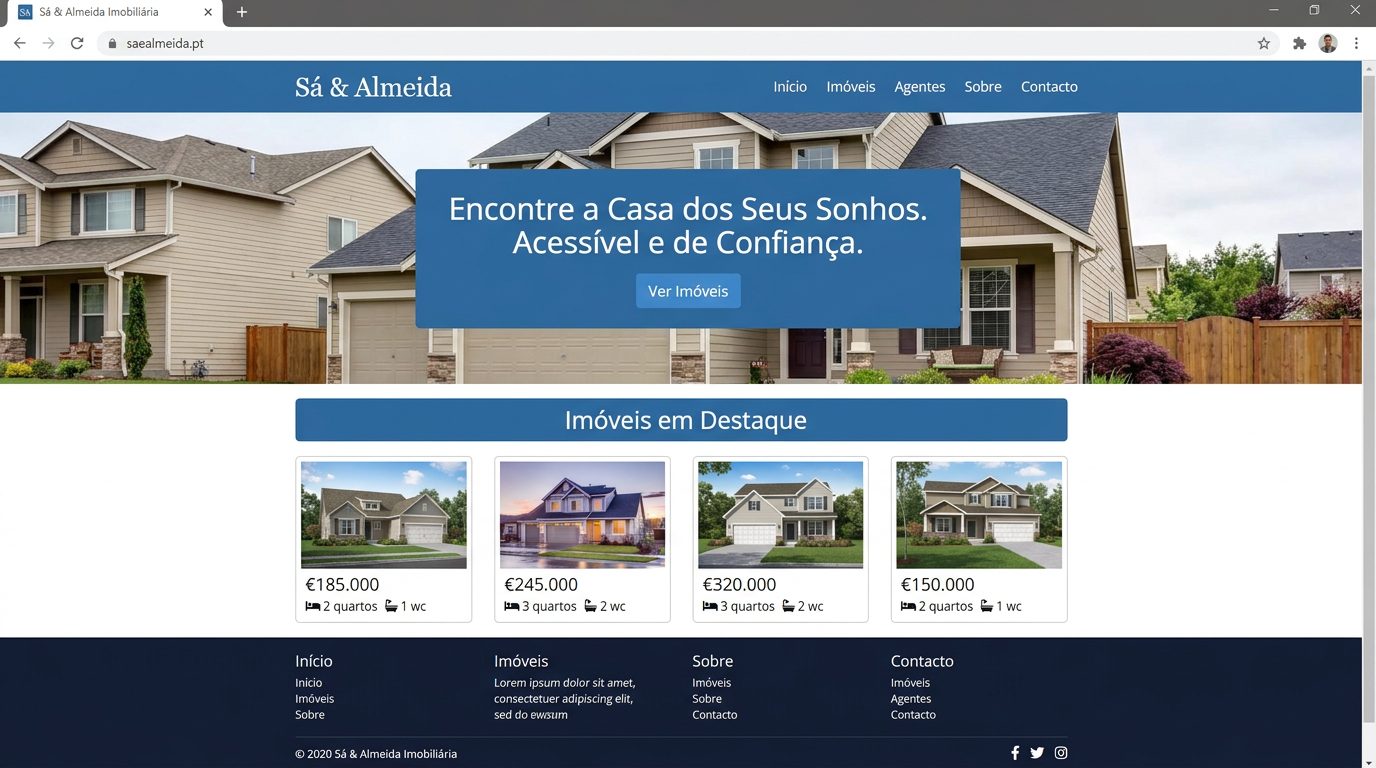 SA Sá & Almeida Imobiliária
saealmeida.pt
Sá & Almeida
Início Imóveis Agentes Sobre Contacto
Encontre a Casa dos Seus Sonhos.
Acessível e de Confiança.
Ver Imóveis
Imóveis em Destaque
€185.000
2 quartos 1 wc
€245.000
3 quartos 2 wc
€320.000
3 quartos 2 wc
€150.000
2 quartos 1 wc
Início
Início
Imóveis
Sobre
Imóveis
Lorem ipsum dolor sit amet,
consectetuer adipiscing elit,
sed do ewsum
Sobre
Imóveis
Sobre
Contacto
Contacto
Imóveis
Agentes
Contacto
© 2020 Sá & Almeida Imobiliária